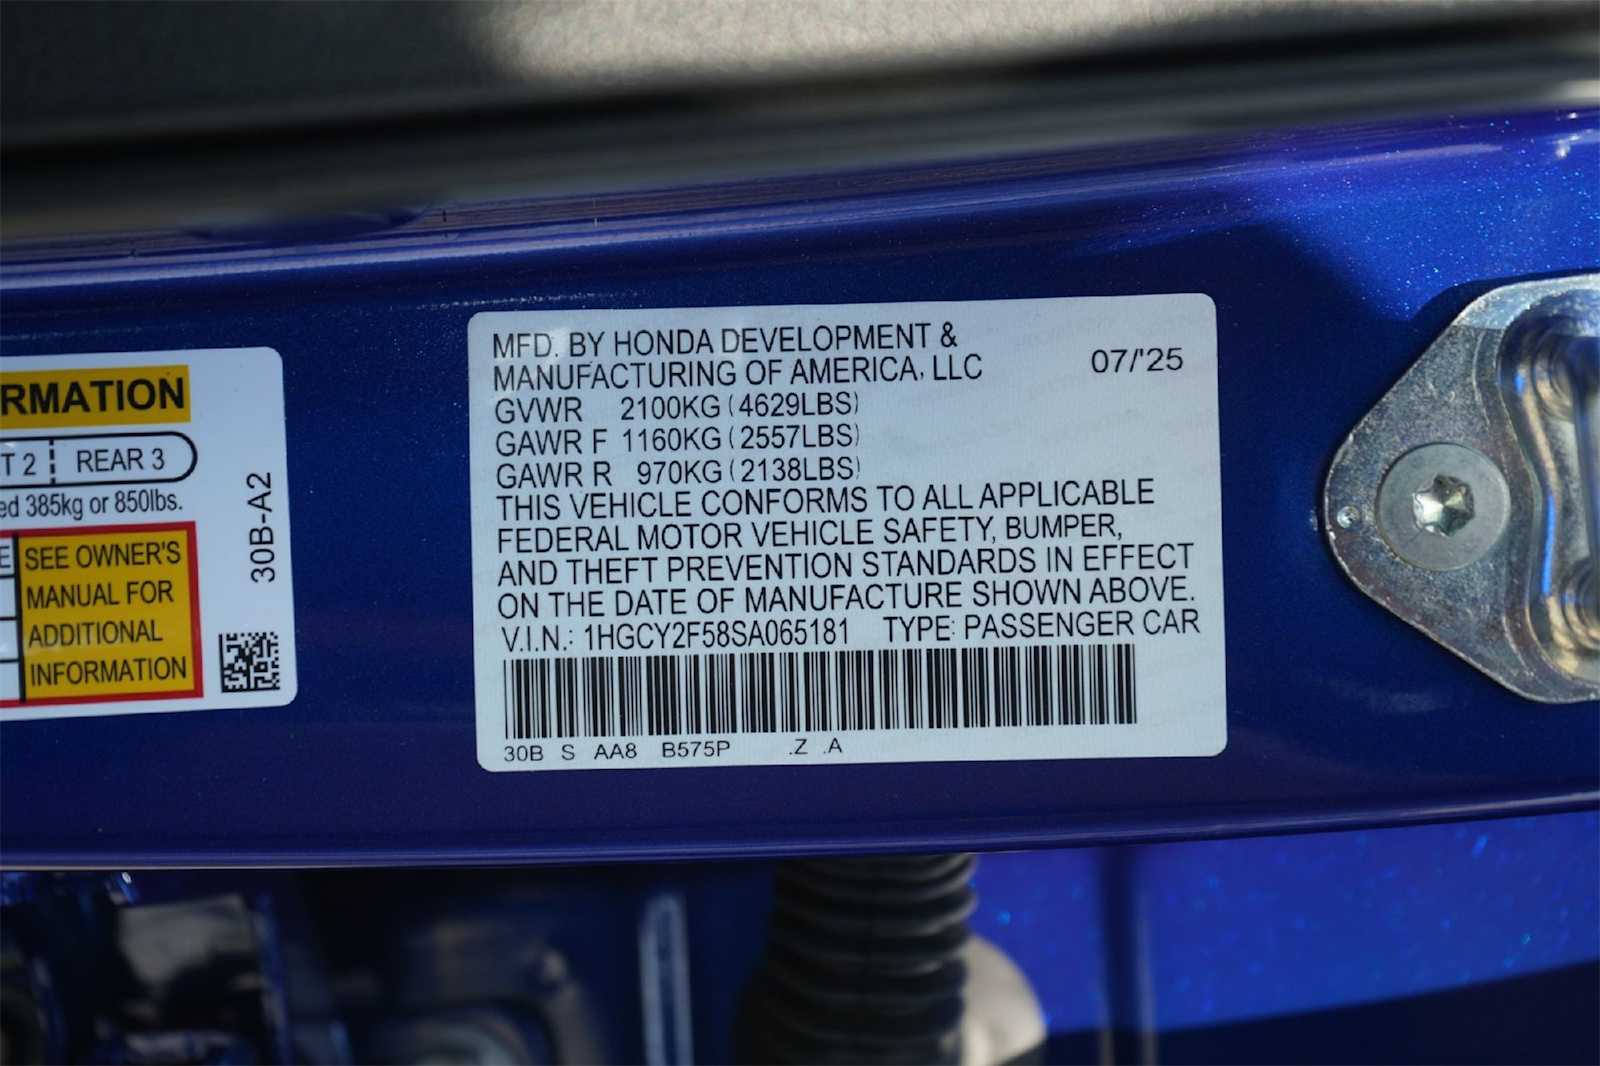 RMATION
T 2 REAR 3
ed 385kg or 850lbs.
E SEE OWNER'S
MANUAL FOR
ADDITIONAL
INFORMATION
30B-A2
MFD. BY HONDA DEVELOPMENT &
MANUFACTURING OF AMERICA, LLC 07/'25
GVWR 2100KG (4629LBS)
GAWR F 1160KG (2557LBS)
GAWR R 970KG (2138LBS)
THIS VEHICLE CONFORMS TO ALL APPLICABLE
FEDERAL MOTOR VEHICLE SAFETY, BUMPER,
AND THEFT PREVENTION STANDARDS IN EFFECT
ON THE DATE OF MANUFACTURE SHOWN ABOVE.
V.I.N.: 1HGCY2F58SA065181 TYPE: PASSENGER CAR
30B S AA8 B575P .Z .A